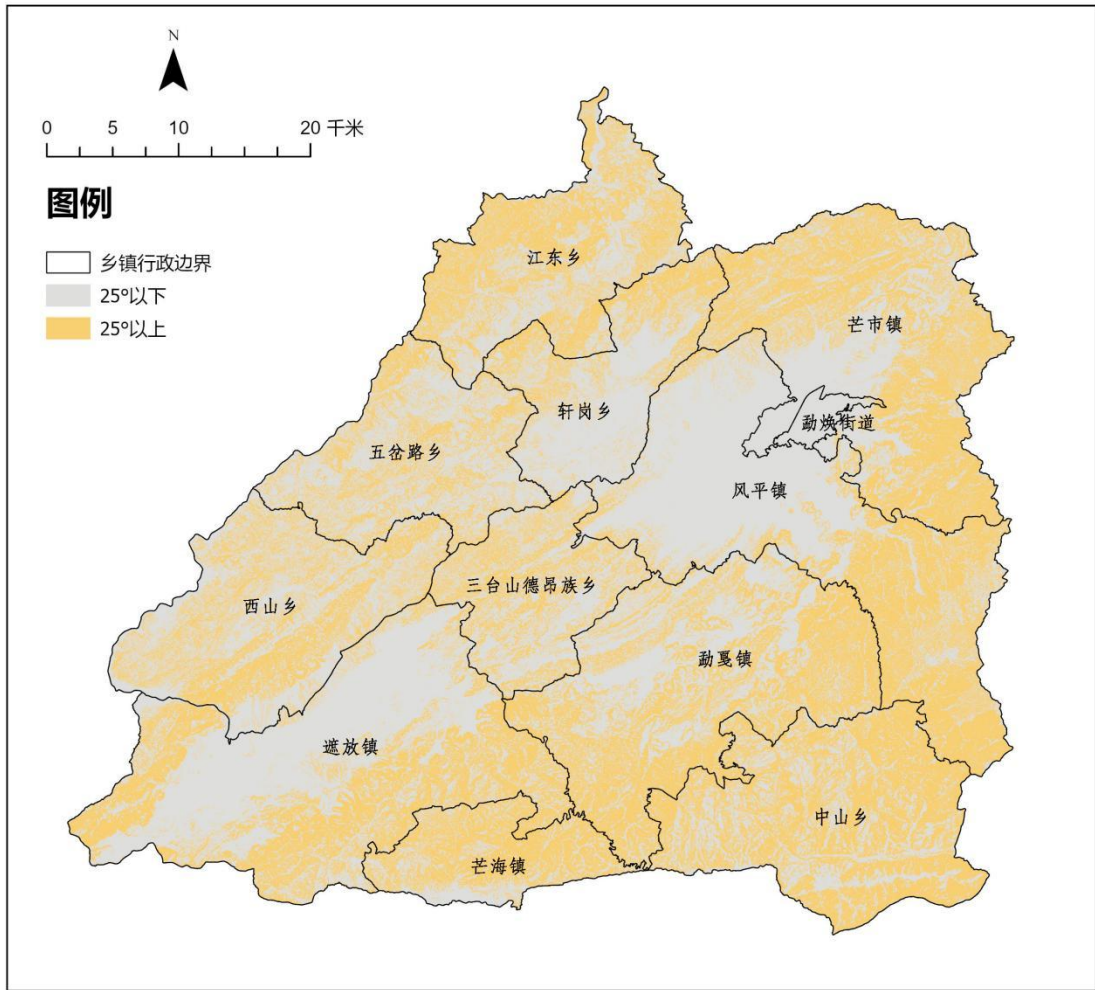 N
0 5 10 20 千米
图例
乡镇行政边界
25°以下
25°以上
江东乡
芒市镇
轩岗乡
勐焕街道
五岔路乡
风平镇
三台山德昂族乡
西山乡
勐戛镇
遮放镇
中山乡
芒海镇